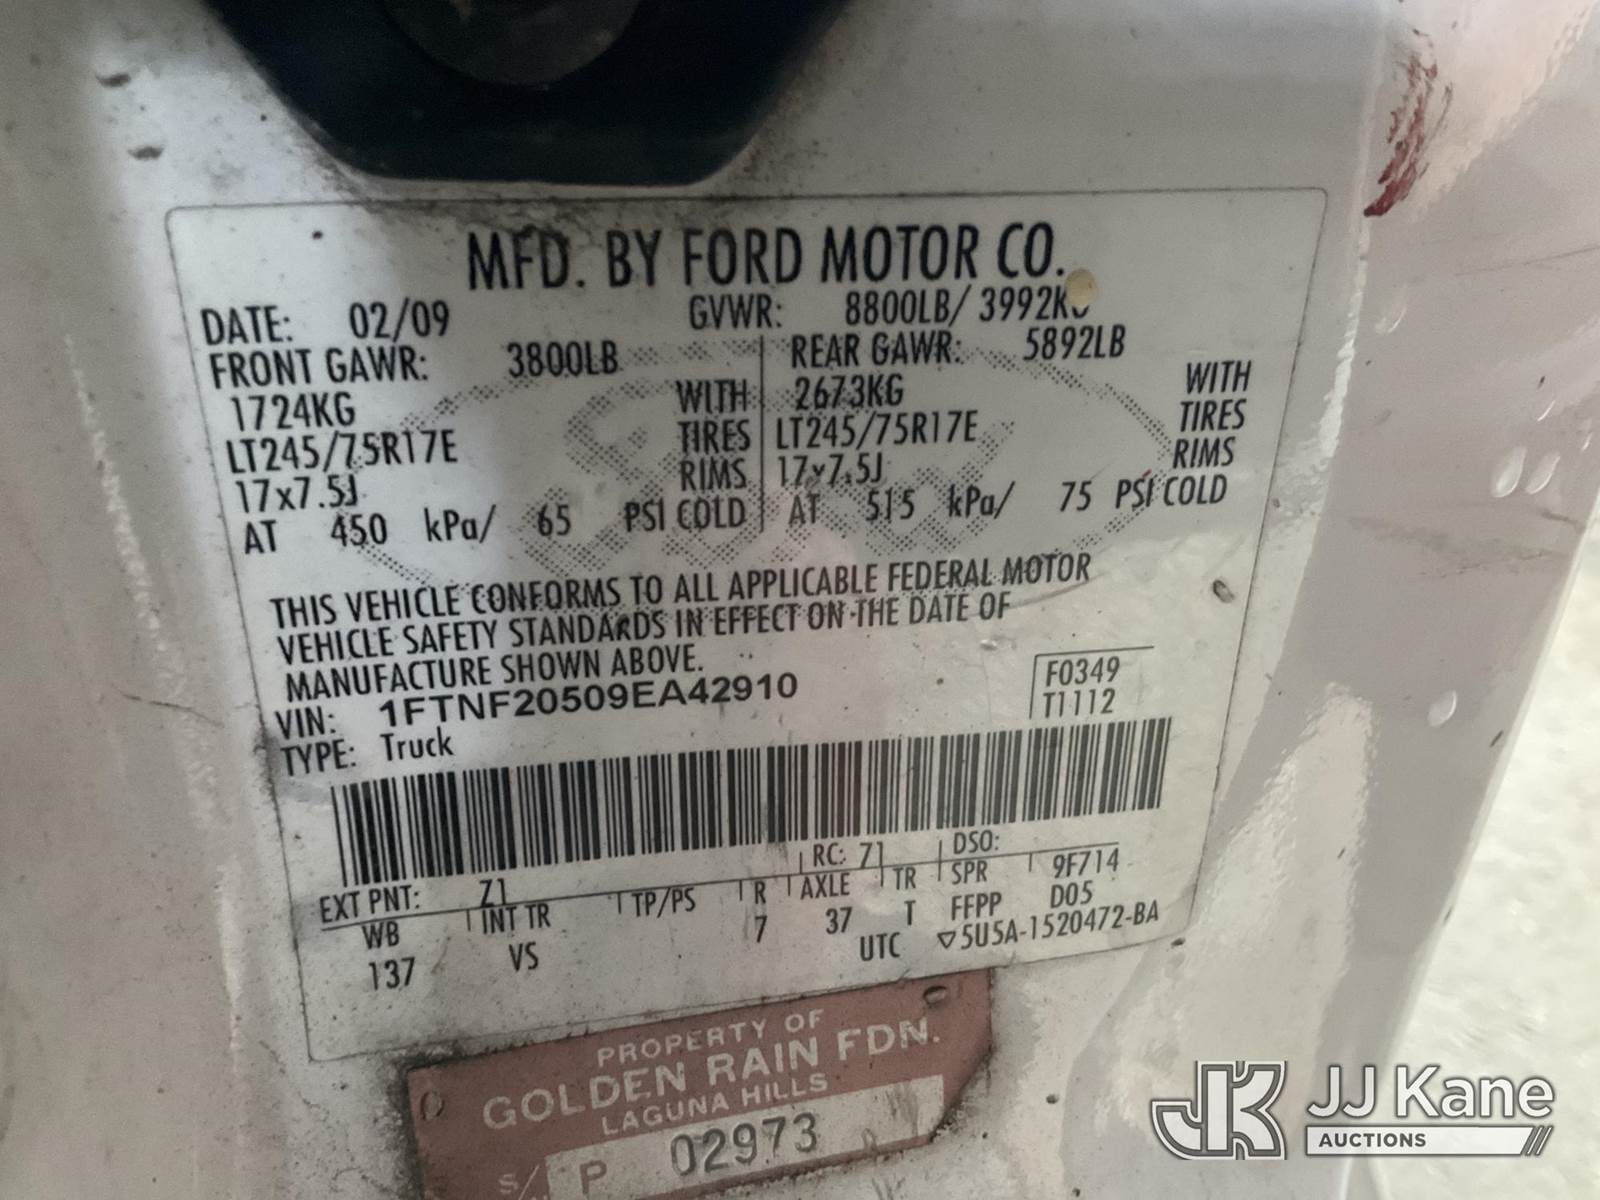 MFD. BY FORD MOTOR CO.
DATE: 02/09 GVWR: 8800LB/ 3992KG
FRONT GAWR: 3800LB REAR GAWR: 5892LB
1724KG WITH 2673KG WITH
LT245/75R17E TIRES LT245/75R17E TIRES
17x7.5J RIMS 17x7.5J RIMS
AT 450 kPa/ 65 PSI COLD AT 515 kPa/ 75 PSI COLD
THIS VEHICLE CONFORMS TO ALL APPLICABLE FEDERAL MOTOR
VEHICLE SAFETY STANDARDS IN EFFECT ON THE DATE OF
MANUFACTURE SHOWN ABOVE.
VIN: 1FTNF20509EA42910 F0349
TYPE: Truck T1112
EXT PNT: Z1 RC: 71 DSO:
WB INT TR TP/PS R AXLE TR SPR 9F714
137 VS 7 37 T FFPP D05
UTC ▽5U5A-1520472-BA
PROPERTY OF
GOLDEN RAIN FDN.
LAGUNA HILLS
S/ P 02973
JK JJ Kane
AUCTIONS